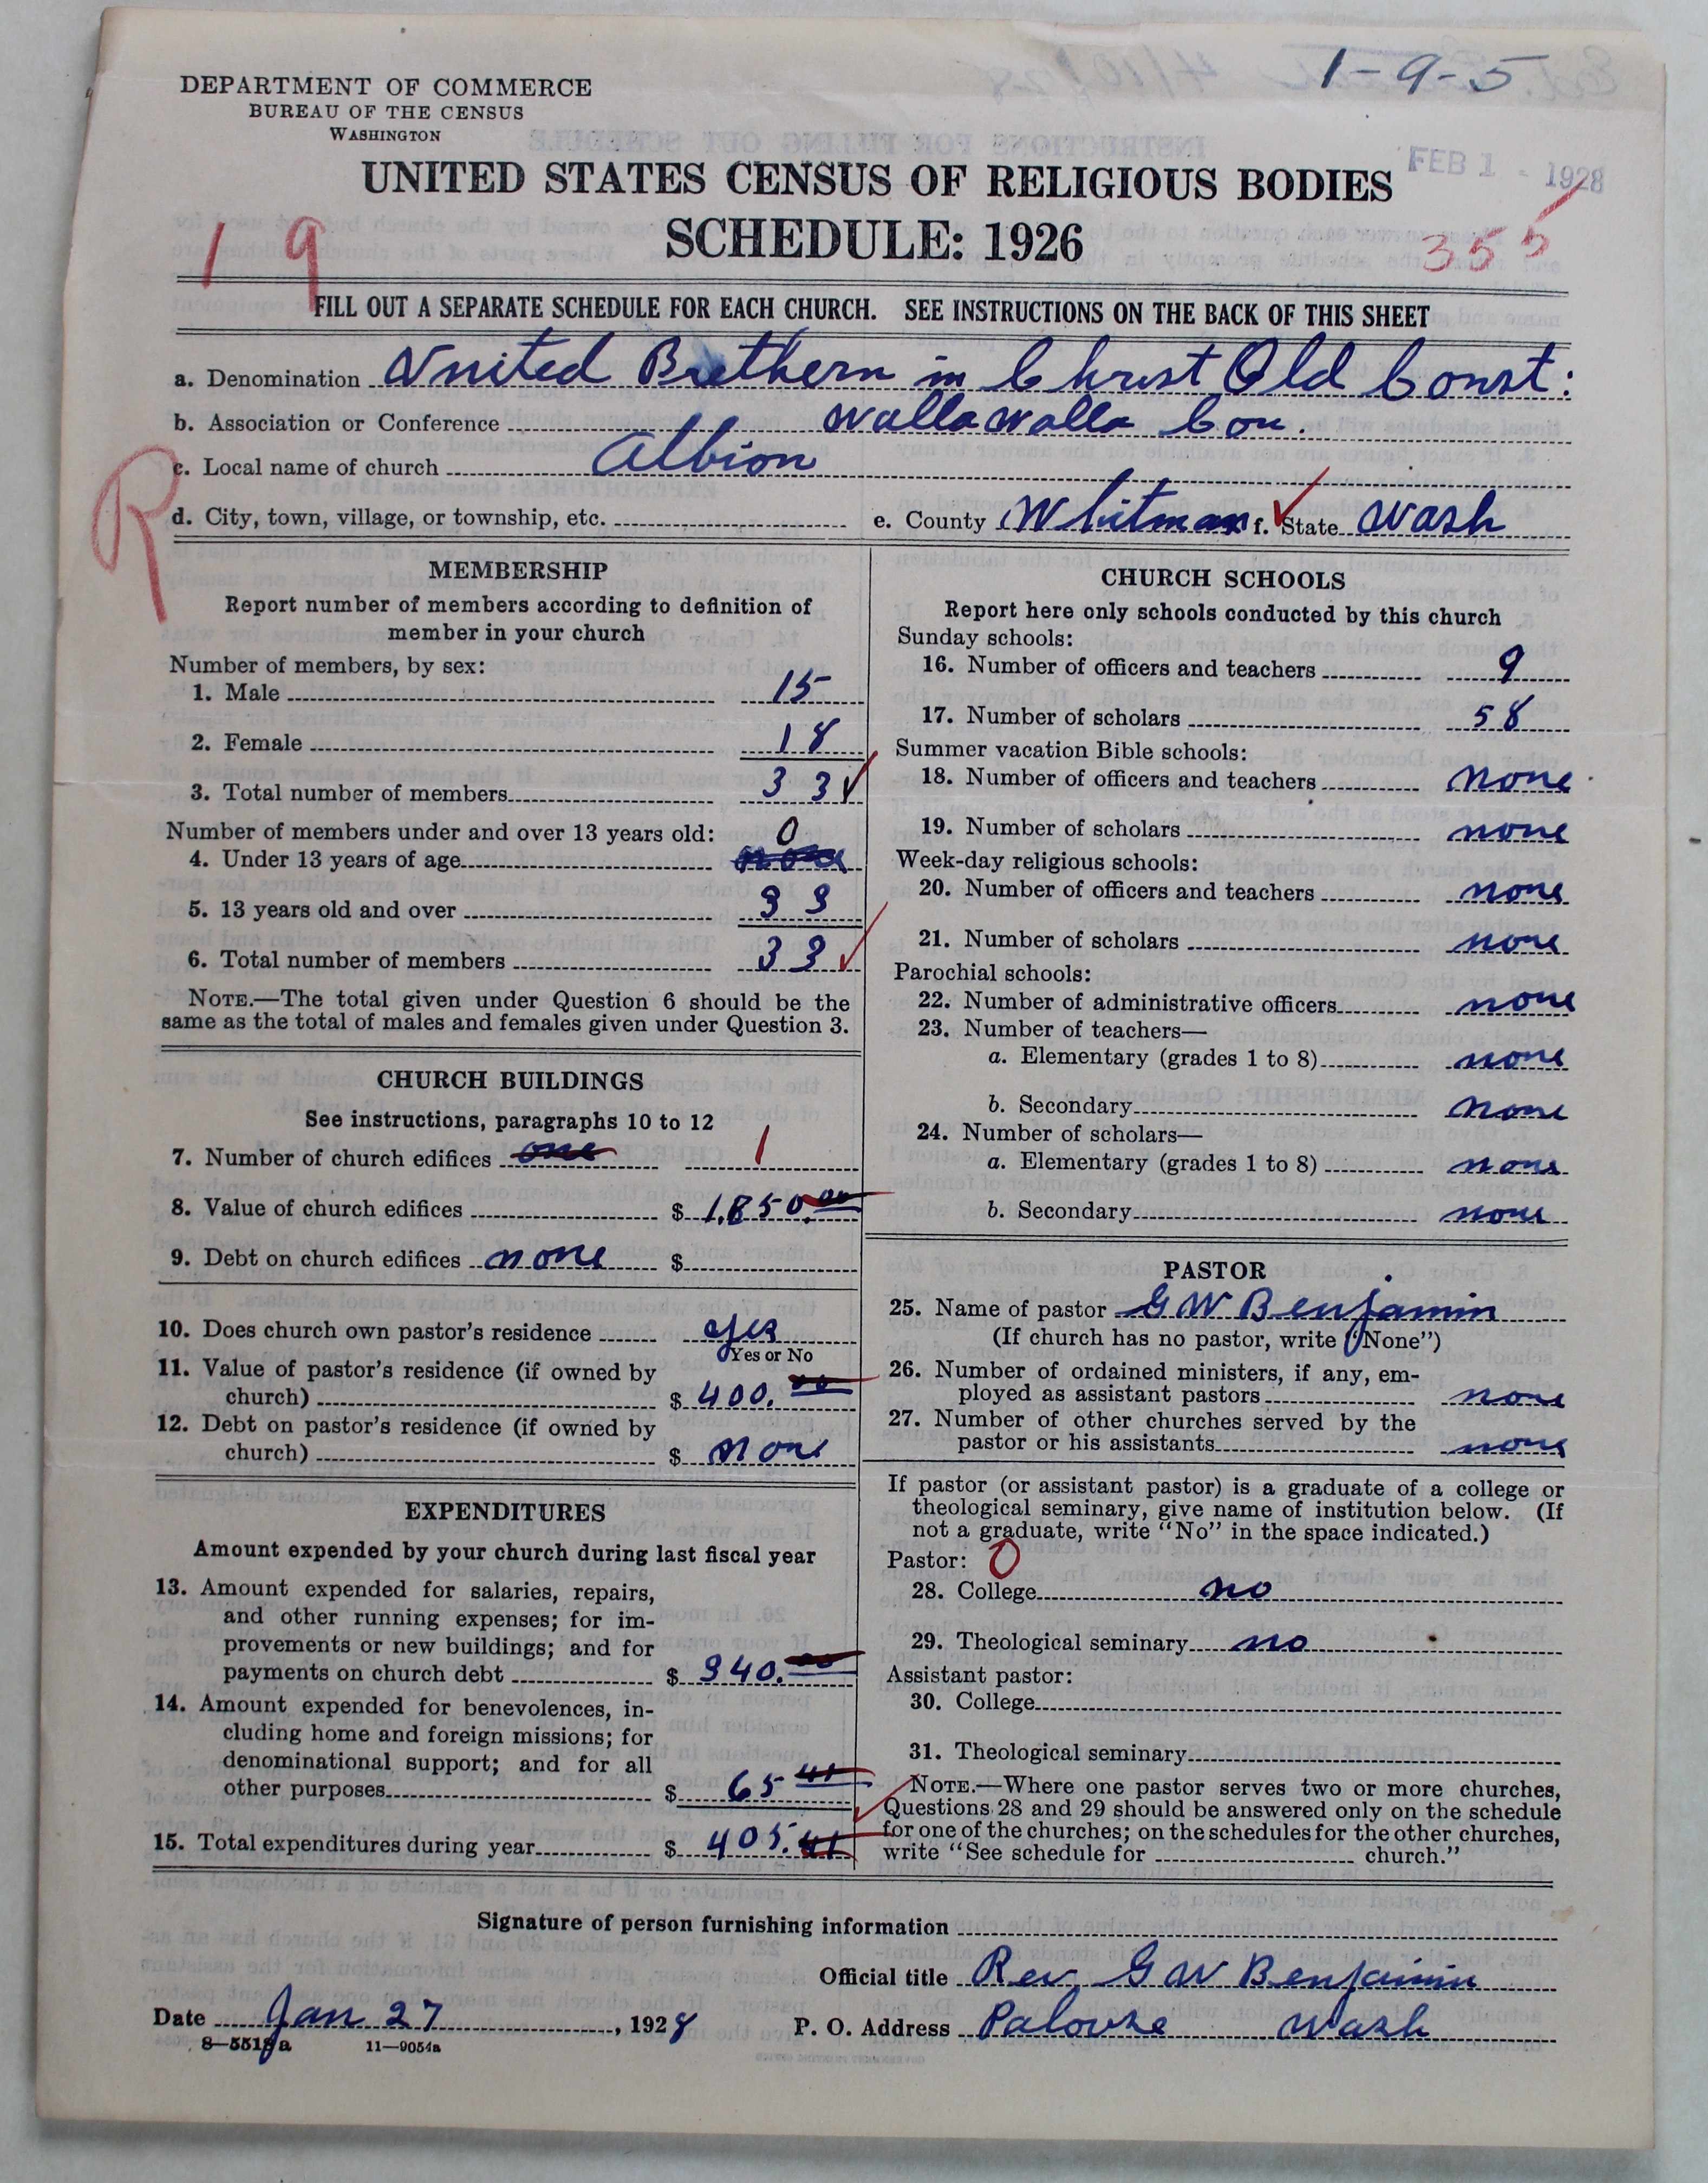 1-9-5
DEPARTMENT OF COMMERCE
BUREAU OF THE CENSUS
WASHINGTON
FEB 1 - 1928
UNITED STATES CENSUS OF RELIGIOUS BODIES
SCHEDULE: 1926
1 9
355
FILL OUT A SEPARATE SCHEDULE FOR EACH CHURCH. SEE INSTRUCTIONS ON THE BACK OF THIS SHEET
a. Denomination United Brethern in Christ Old Const:
b. Association or Conference Walla Walla Con.
c. Local name of church Albion
R
d. City, town, village, or township, etc. e. County Whitman f. State Wash
MEMBERSHIP
Report number of members according to definition of
member in your church
Number of members, by sex:
1. Male 15
2. Female 18
3. Total number of members 33 ✓
Number of members under and over 13 years old: 0
4. Under 13 years of age none
5. 13 years old and over 33
6. Total number of members 33 ✓
NOTE.—The total given under Question 6 should be the
same as the total of males and females given under Question 3.
CHURCH BUILDINGS
See instructions, paragraphs 10 to 12
7. Number of church edifices one 1
8. Value of church edifices $ 1,850.00
9. Debt on church edifices none $
10. Does church own pastor's residence yes
Yes or No
11. Value of pastor's residence (if owned by
church) $ 400.00
12. Debt on pastor's residence (if owned by
church) $ none
EXPENDITURES
Amount expended by your church during last fiscal year
13. Amount expended for salaries, repairs,
and other running expenses; for im-
provements or new buildings; and for
payments on church debt $ 340.00
14. Amount expended for benevolences, in-
cluding home and foreign missions; for
denominational support; and for all
other purposes $ 65 41
15. Total expenditures during year $ 405.41
CHURCH SCHOOLS
Report here only schools conducted by this church
Sunday schools:
16. Number of officers and teachers 9
17. Number of scholars 58
Summer vacation Bible schools:
18. Number of officers and teachers none
19. Number of scholars none
Week-day religious schools:
20. Number of officers and teachers none
21. Number of scholars none
Parochial schools:
22. Number of administrative officers none
23. Number of teachers—
a. Elementary (grades 1 to 8) none
b. Secondary none
24. Number of scholars—
a. Elementary (grades 1 to 8) none
b. Secondary none
PASTOR
25. Name of pastor G W Benjamin
(If church has no pastor, write "None")
26. Number of ordained ministers, if any, em-
ployed as assistant pastors none
27. Number of other churches served by the
pastor or his assistants none
If pastor (or assistant pastor) is a graduate of a college or
theological seminary, give name of institution below. (If
not a graduate, write "No" in the space indicated.)
Pastor: 0
28. College no
29. Theological seminary no
Assistant pastor:
30. College
31. Theological seminary
NOTE.—Where one pastor serves two or more churches,
Questions 28 and 29 should be answered only on the schedule
for one of the churches; on the schedules for the other churches,
write "See schedule for church."
Signature of person furnishing information
Official title Rev. G W Benjamin
Date Jan 27, 1928 P. O. Address Palouse Wash
8-5518a 11-9054a